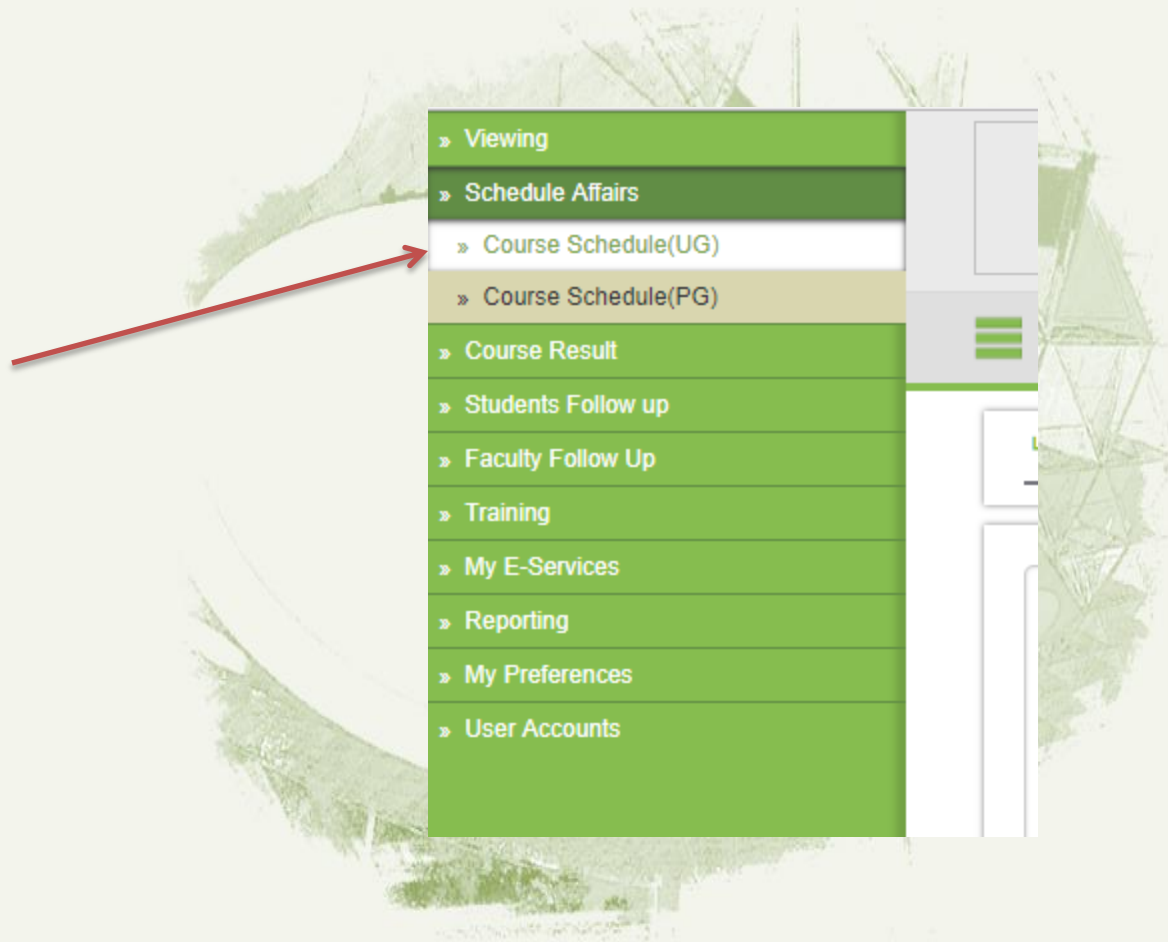 » Viewing
» Schedule Affairs
» Course Schedule(UG)
» Course Schedule(PG)
» Course Result
» Students Follow up
» Faculty Follow Up
» Training
» My E-Services
» Reporting
» My Preferences
» User Accounts